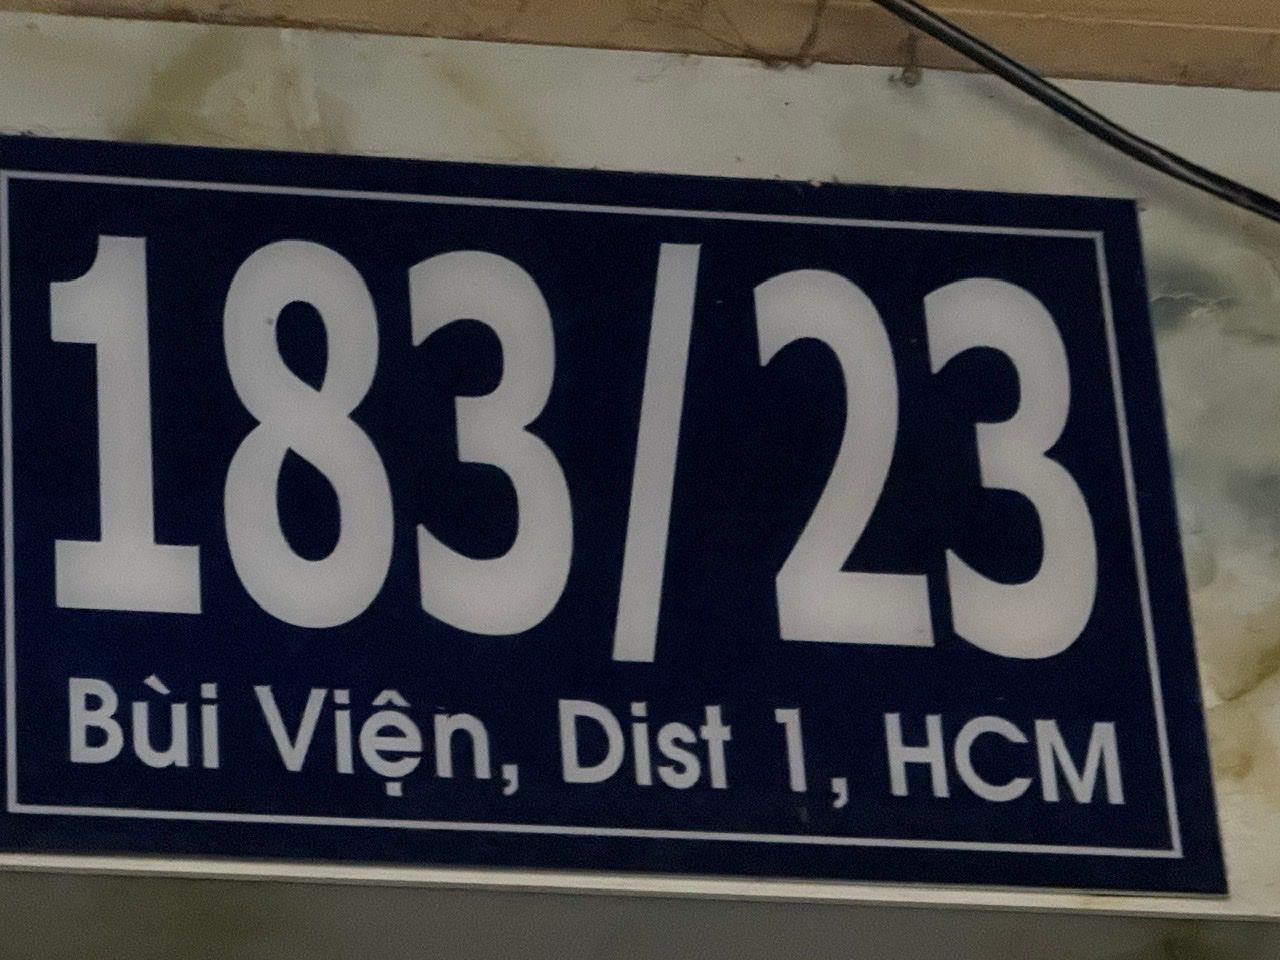 183/23
Bùi Viện, Dist 1, HCM